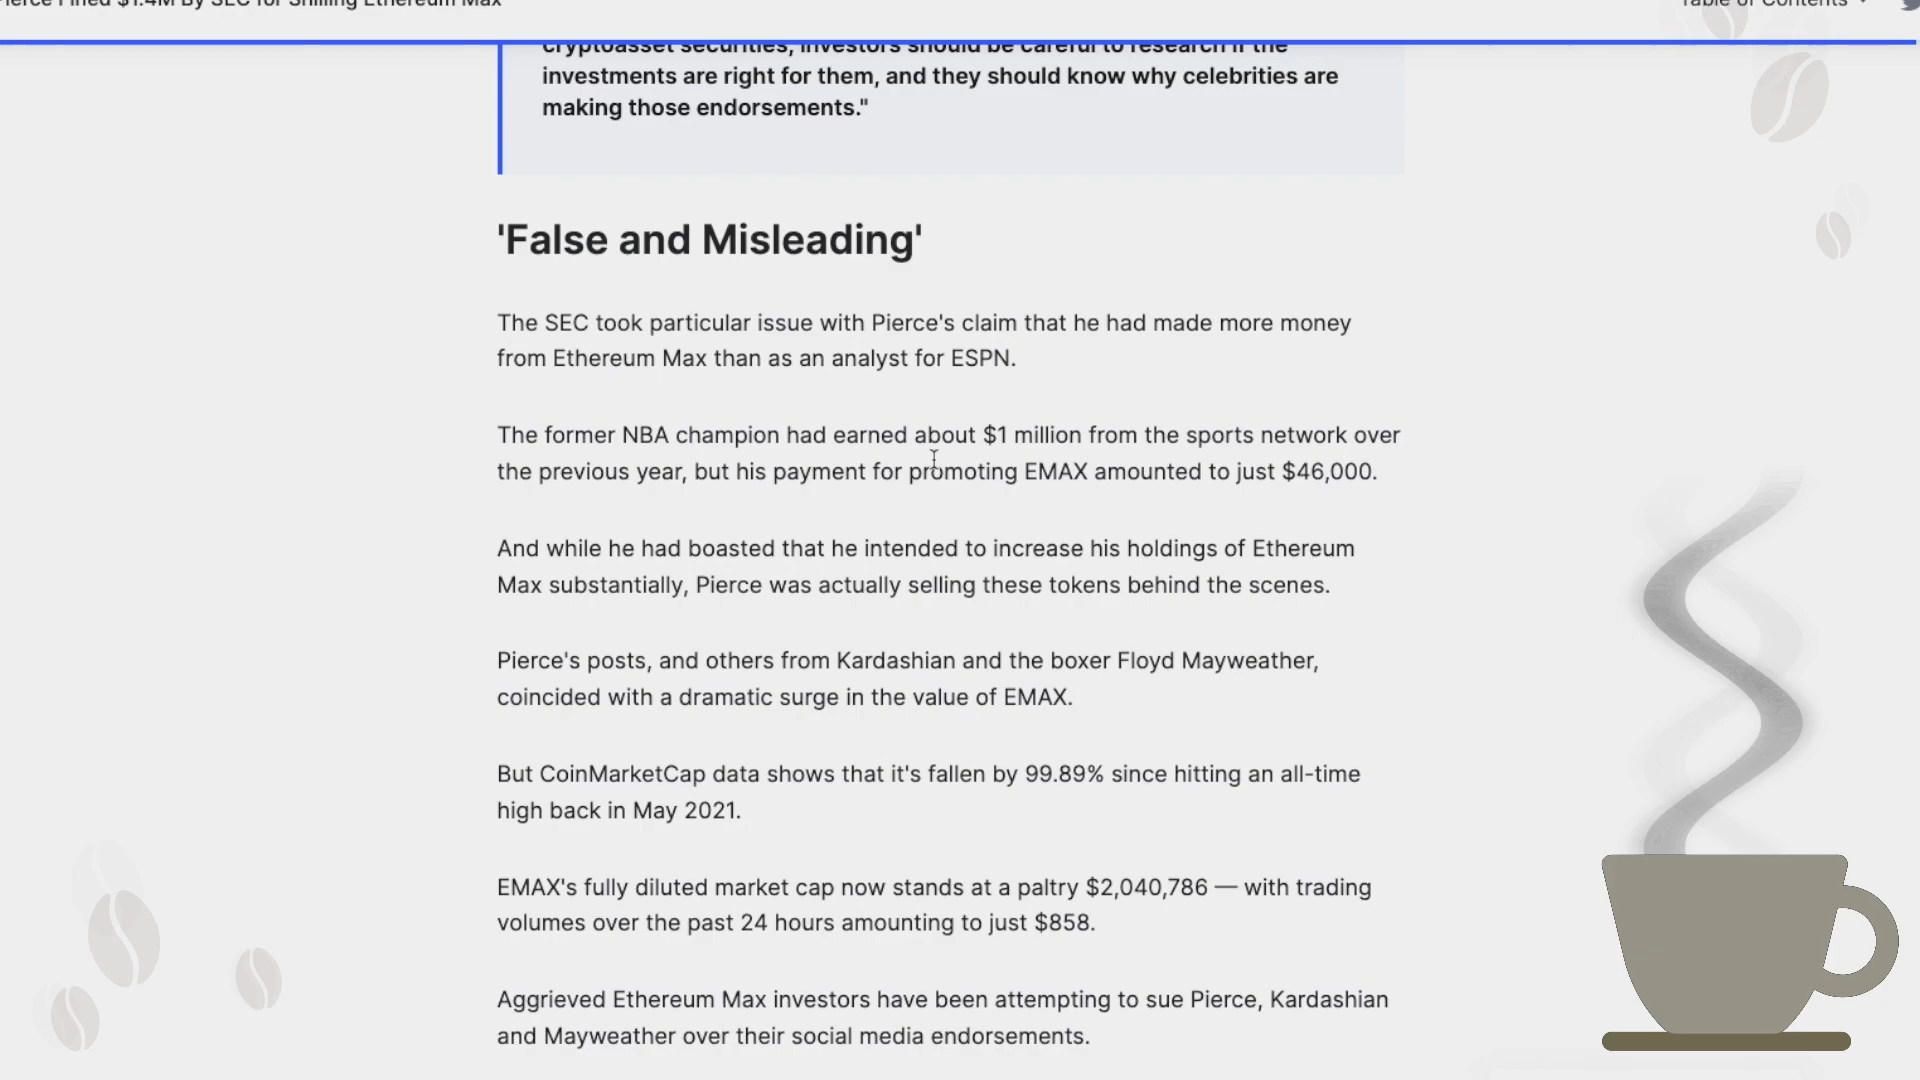 Pierce Fined $1.4M By SEC for Shilling Ethereum Max
Table of Contents
cryptoasset securities, investors should be careful to research if the
investments are right for them, and they should know why celebrities are
making those endorsements."
'False and Misleading'
The SEC took particular issue with Pierce's claim that he had made more money
from Ethereum Max than as an analyst for ESPN.
The former NBA champion had earned about $1 million from the sports network over
the previous year, but his payment for promoting EMAX amounted to just $46,000.
And while he had boasted that he intended to increase his holdings of Ethereum
Max substantially, Pierce was actually selling these tokens behind the scenes.
Pierce's posts, and others from Kardashian and the boxer Floyd Mayweather,
coincided with a dramatic surge in the value of EMAX.
But CoinMarketCap data shows that it's fallen by 99.89% since hitting an all-time
high back in May 2021.
EMAX's fully diluted market cap now stands at a paltry $2,040,786 — with trading
volumes over the past 24 hours amounting to just $858.
Aggrieved Ethereum Max investors have been attempting to sue Pierce, Kardashian
and Mayweather over their social media endorsements.